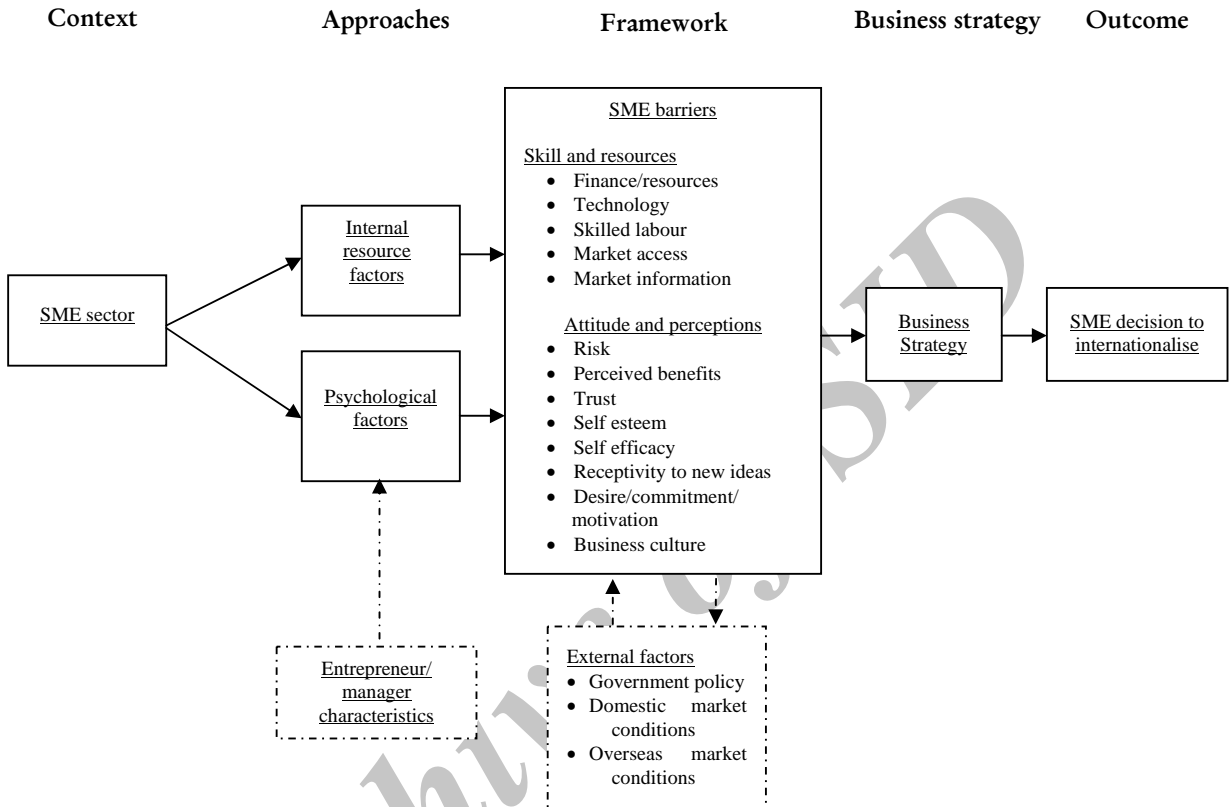 Context
Approaches
Framework
Business strategy
Outcome
SME sector
Internal
resource
factors
Psychological
factors
Entrepreneur/
manager
characteristics
SME barriers
Skill and resources
• Finance/resources
• Technology
• Skilled labour
• Market access
• Market information
Attitude and perceptions
• Risk
• Perceived benefits
• Trust
• Self esteem
• Self efficacy
• Receptivity to new ideas
• Desire/commitment/
motivation
• Business culture
External factors
• Government policy
• Domestic market
conditions
• Overseas market
conditions
Business
Strategy
SME decision to
internationalise